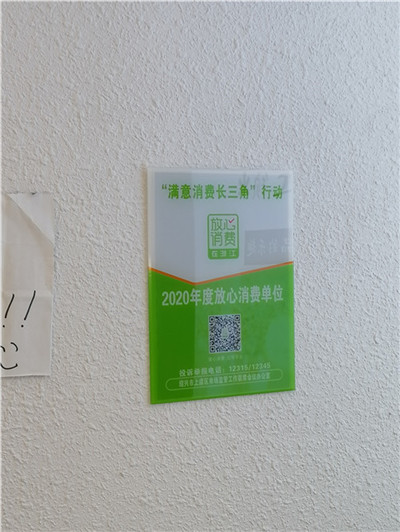 “满意消费长三角”行动
放心
消费
在浙江
2020年度放心消费单位
投诉举报电话：12315/12345
!!